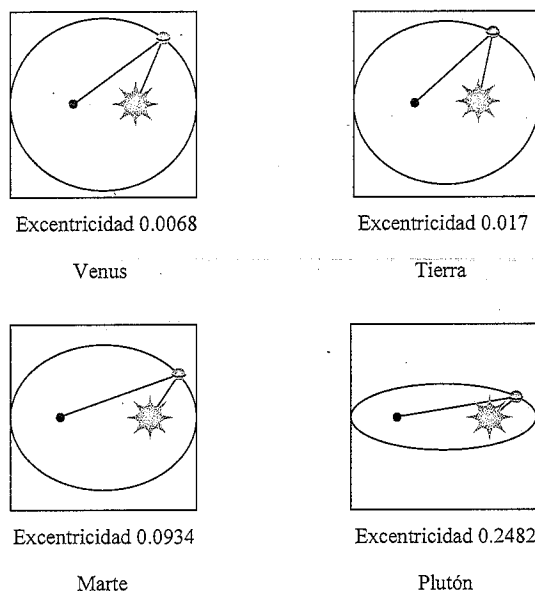 Excentricidad 0.0068
Excentricidad 0.017
Venus
Tierra
Excentricidad 0.0934
Excentricidad 0.2482
Marte
Plutón